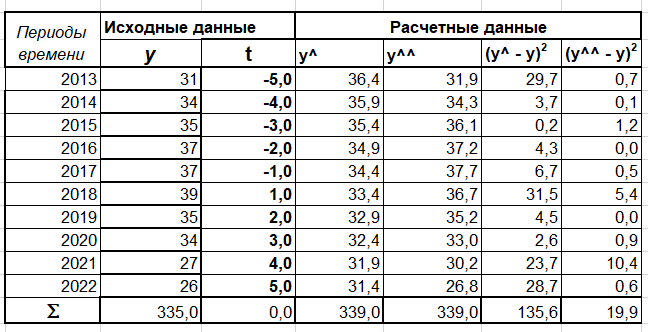 Периоды времени Исходные данные Расчетные данные
y t y^ y^^ (y^ - y)2 (y^^ - y)2
2013 31 -5,0 36,4 31,9 29,7 0,7
2014 34 -4,0 35,9 34,3 3,7 0,1
2015 35 -3,0 35,4 36,1 0,2 1,2
2016 37 -2,0 34,9 37,2 4,3 0,0
2017 37 -1,0 34,4 37,7 6,7 0,5
2018 39 1,0 33,4 36,7 31,5 5,4
2019 35 2,0 32,9 35,2 4,5 0,0
2020 34 3,0 32,4 33,0 2,6 0,9
2021 27 4,0 31,9 30,2 23,7 10,4
2022 26 5,0 31,4 26,8 28,7 0,6
Σ 335,0 0,0 339,0 339,0 135,6 19,9